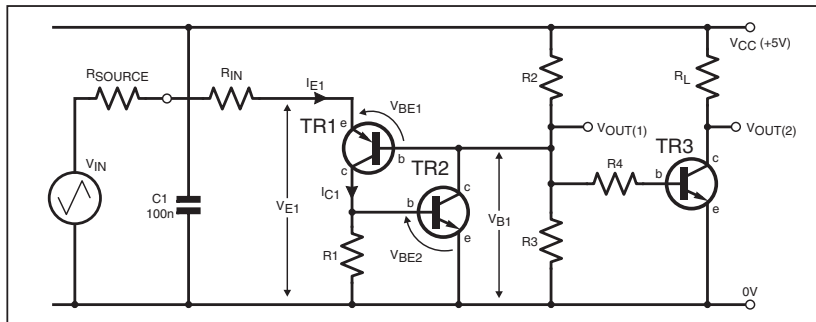 VCC (+5V)
RSOURCE
RIN
IE1
VBE1
R2
RL
TR1
e
b
c
VOUT(1)
VOUT(2)
TR3
TR2
VIN
C1
100n
VE1
IC1
b
c
e
R4
b
c
e
VB1
R1
VBE2
R3
0V